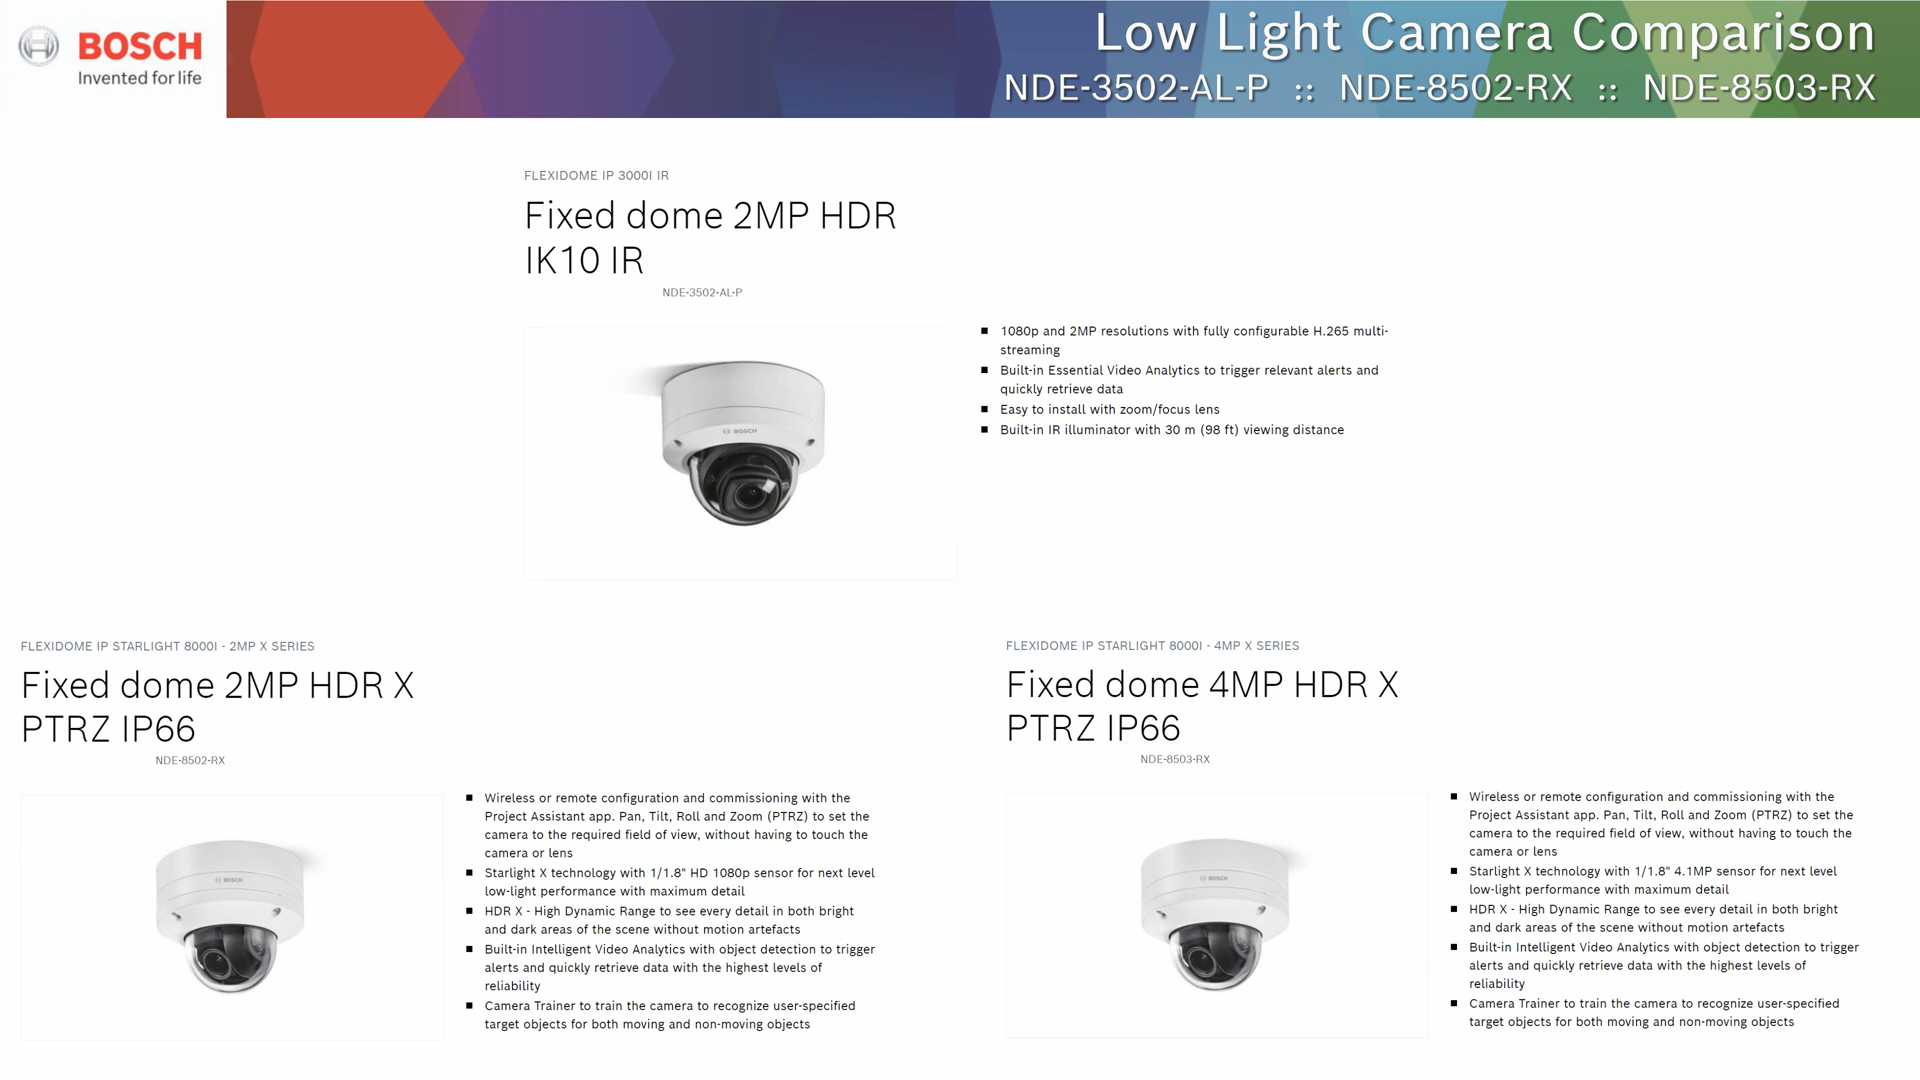 BOSCH
Invented for life
Low Light Camera Comparison
NDE-3502-AL-P :: NDE-8502-RX :: NDE-8503-RX
FLEXIDOME IP 3000I IR
Fixed dome 2MP HDR
IK10 IR
NDE-3502-AL-P
BOSCH
■ 1080p and 2MP resolutions with fully configurable H.265 multi-
streaming
■ Built-in Essential Video Analytics to trigger relevant alerts and
quickly retrieve data
■ Easy to install with zoom/focus lens
■ Built-in IR illuminator with 30 m (98 ft) viewing distance
FLEXIDOME IP STARLIGHT 8000I - 2MP X SERIES
Fixed dome 2MP HDR X
PTRZ IP66
NDE-8502-RX
BOSCH
■ Wireless or remote configuration and commissioning with the
Project Assistant app. Pan, Tilt, Roll and Zoom (PTRZ) to set the
camera to the required field of view, without having to touch the
camera or lens
■ Starlight X technology with 1/1.8" HD 1080p sensor for next level
low-light performance with maximum detail
■ HDR X - High Dynamic Range to see every detail in both bright
and dark areas of the scene without motion artefacts
■ Built-in Intelligent Video Analytics with object detection to trigger
alerts and quickly retrieve data with the highest levels of
reliability
■ Camera Trainer to train the camera to recognize user-specified
target objects for both moving and non-moving objects
FLEXIDOME IP STARLIGHT 8000I - 4MP X SERIES
Fixed dome 4MP HDR X
PTRZ IP66
NDE-8503-RX
BOSCH
■ Wireless or remote configuration and commissioning with the
Project Assistant app. Pan, Tilt, Roll and Zoom (PTRZ) to set the
camera to the required field of view, without having to touch the
camera or lens
■ Starlight X technology with 1/1.8" 4.1MP sensor for next level
low-light performance with maximum detail
■ HDR X - High Dynamic Range to see every detail in both bright
and dark areas of the scene without motion artefacts
■ Built-in Intelligent Video Analytics with object detection to trigger
alerts and quickly retrieve data with the highest levels of
reliability
■ Camera Trainer to train the camera to recognize user-specified
target objects for both moving and non-moving objects